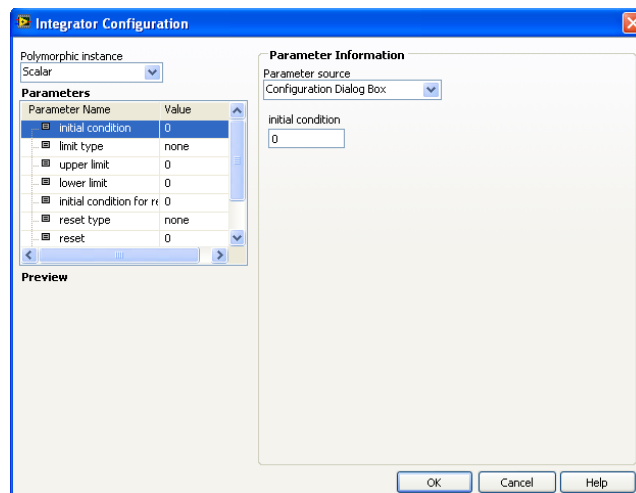 Integrator Configuration
Polymorphic instance
Scalar
Parameters
Parameter Name Value
initial condition 0
limit type none
upper limit 0
lower limit 0
initial condition for re 0
reset type none
reset 0
Preview
Parameter Information
Parameter source
Configuration Dialog Box
initial condition
0
OK Cancel Help